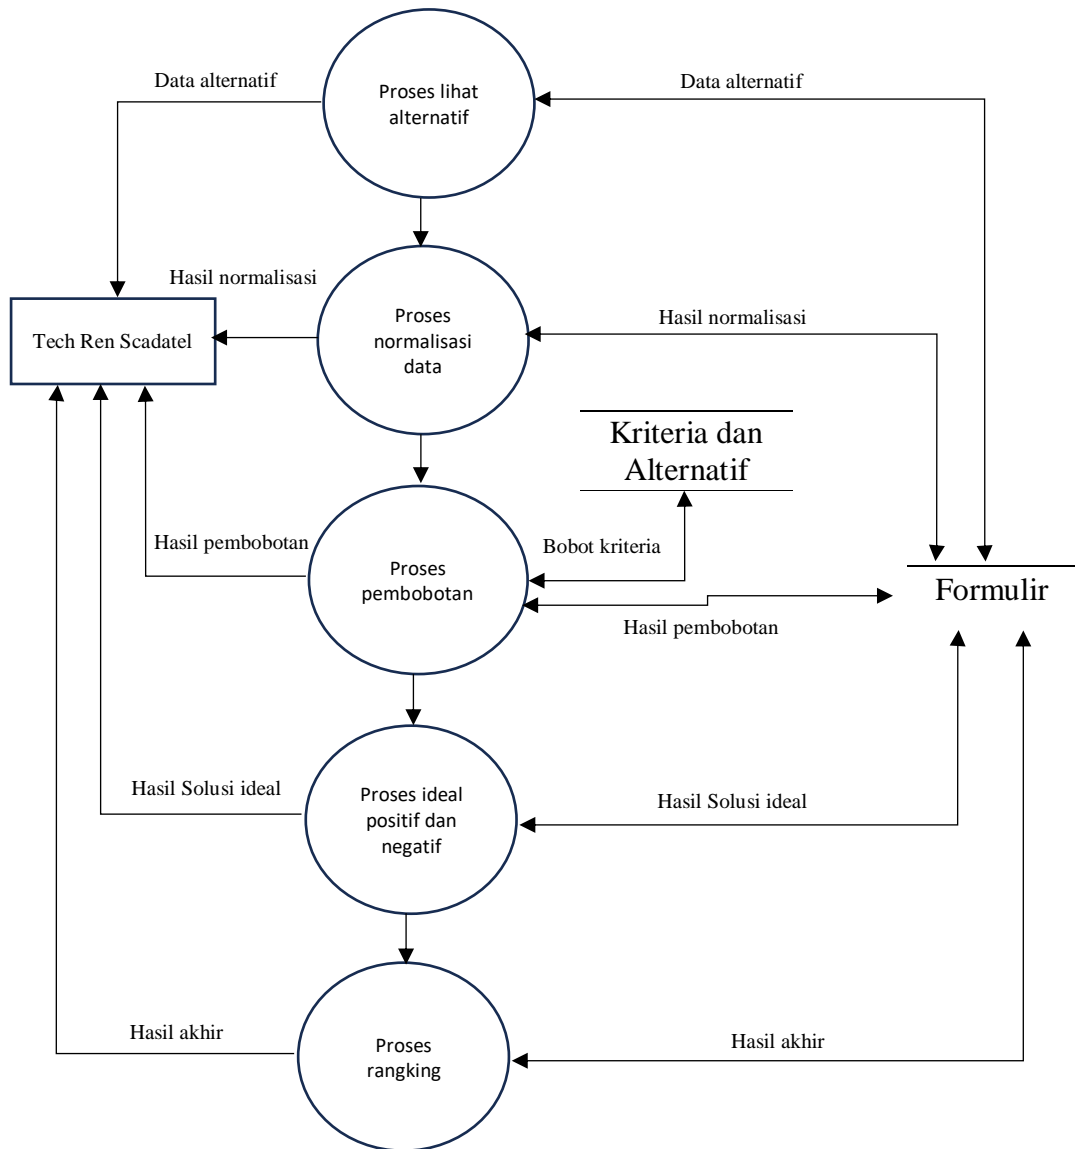 Data alternatif
Proses lihat
alternatif
Data alternatif
Hasil normalisasi
Tech Ren Scadatel
Proses
normalisasi
data
Hasil normalisasi
Kriteria dan
Alternatif
Hasil pembobotan
Proses
pembobotan
Bobot kriteria
Hasil pembobotan
Formulir
Hasil Solusi ideal
Proses ideal
positif dan
negatif
Hasil Solusi ideal
Hasil akhir
Proses
rangking
Hasil akhir